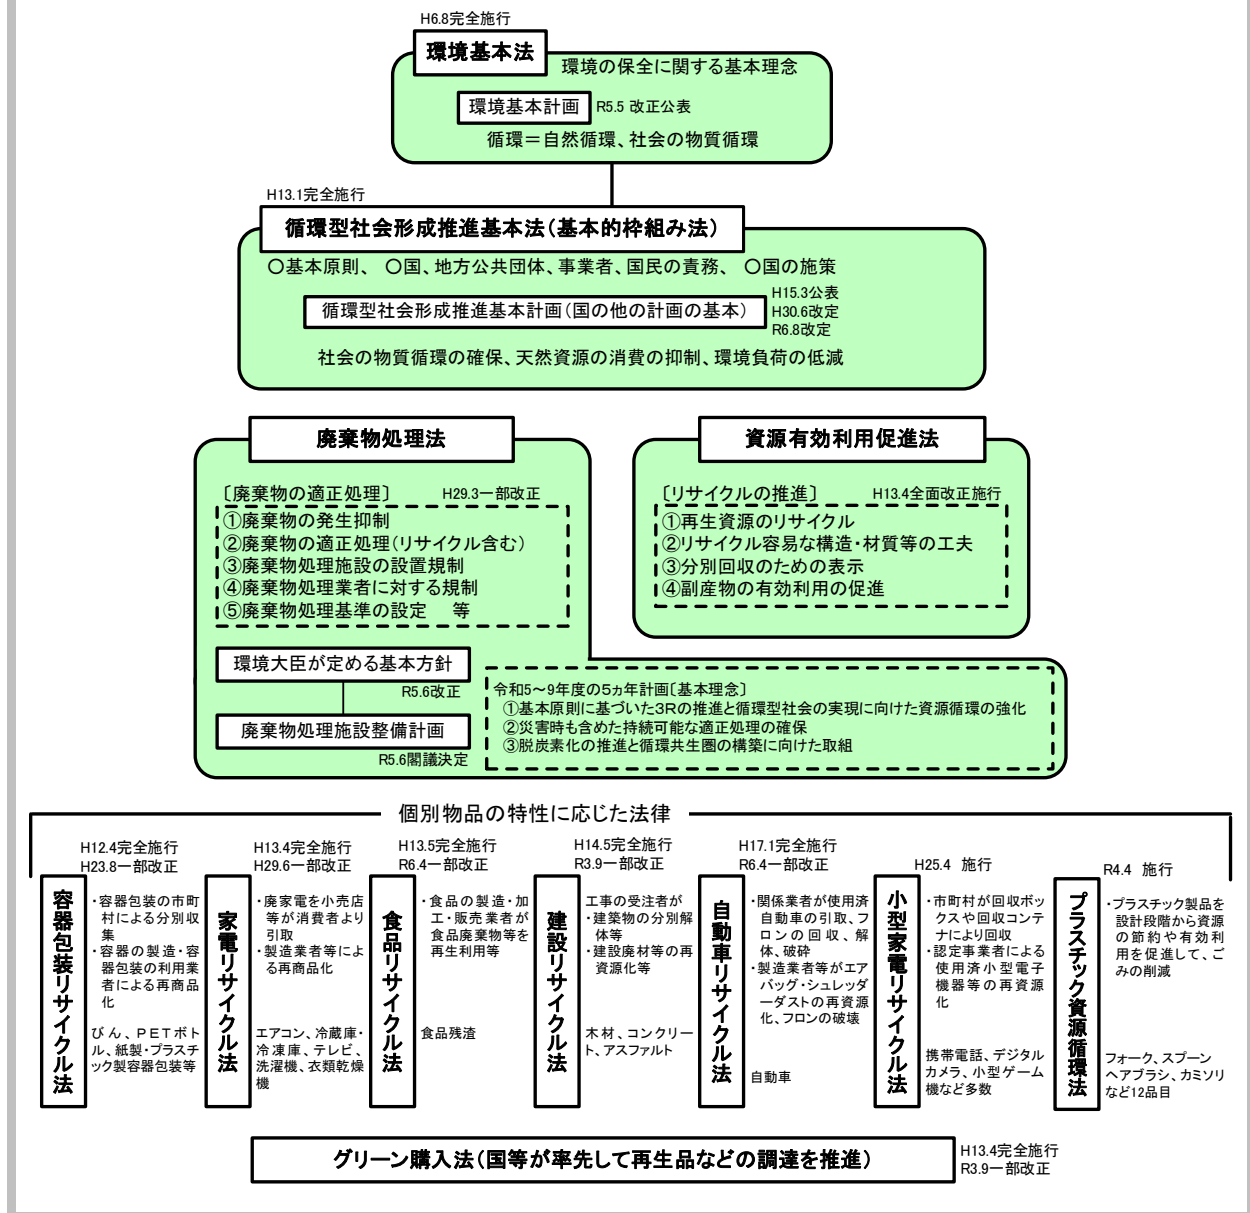 H6.8完全施行
環境基本法
環境の保全に関する基本理念
環境基本計画
R5.5 改正公表
循環＝自然循環、社会の物質循環
H13.1完全施行
循環型社会形成推進基本法（基本的枠組み法）
〇基本原則、 〇国、地方公共団体、事業者、国民の責務、 〇国の施策
循環型社会形成推進基本計画（国の他の計画の基本）
H15.3公表
H30.6改定
R6.8改定
社会の物質循環の確保、天然資源の消費の抑制、環境負荷の低減
廃棄物処理法
〔廃棄物の適正処理〕 H29.3一部改正
①廃棄物の発生抑制
②廃棄物の適正処理（リサイクル含む）
③廃棄物処理施設の設置規制
④廃棄物処理業者に対する規制
⑤廃棄物処理基準の設定 等
環境大臣が定める基本方針
R5.6改正
廃棄物処理施設整備計画
R5.6閣議決定
令和5～9年度の5ヵ年計画〔基本理念〕
①基本原則に基づいた3Rの推進と循環型社会の実現に向けた資源循環の強化
②災害時も含めた持続可能な適正処理の確保
③脱炭素化の推進と循環共生圏の構築に向けた取組
資源有効利用促進法
〔リサイクルの推進〕 H13.4全面改正施行
①再生資源のリサイクル
②リサイクル容易な構造・材質等の工夫
③分別回収のための表示
④副産物の有効利用の促進
個別物品の特性に応じた法律
H12.4完全施行
H23.8一部改正
容器包装リサイクル法
・容器包装の市町
村による分別収
集
・容器の製造・容
器包装の利用業
者による再商品
化
びん、ＰＥＴボト
ル、紙製・プラスチ
ック製容器包装等
H13.4完全施行
H29.6一部改正
家電リサイクル法
・廃家電を小売店
等が消費者より
引取
・製造業者等によ
る再商品化
エアコン、冷蔵庫・
冷凍庫、テレビ、
洗濯機、衣類乾燥
機
H13.5完全施行
R6.4一部改正
食品リサイクル法
・食品の製造・加
工・販売業者が
食品廃棄物等を
再生利用等
食品残渣
H14.5完全施行
R3.9一部改正
建設リサイクル法
工事の受注者が
・建築物の分別解
体等
・建設廃材等の再
資源化等
木材、コンクリー
ト、アスファルト
H17.1完全施行
R6.4一部改正
自動車リサイクル法
・関係業者が使用済
自動車の引取、フ
ロンの回収、解
体、破砕
・製造業者等がエア
バッグ・シュレッダ
ーダストの再資源
化、フロンの破壊
自動車
H25.4 施行
小型家電リサイクル法
・市町村が回収ボッ
クスや回収コンテ
ナにより回収
・認定事業者による
使用済小型電子
機器等の再資源
化
携帯電話、デジタル
カメラ、小型ゲーム
機など多数
R4.4 施行
プラスチック資源循環法
・プラスチック製品を
設計段階から資源
の節約や有効利
用を促進して、ご
みの削減
フォーク、スプーン
ヘアブラシ、カミソリ
など12品目
グリーン購入法（国等が率先して再生品などの調達を推進）
H13.4完全施行
R3.9一部改正